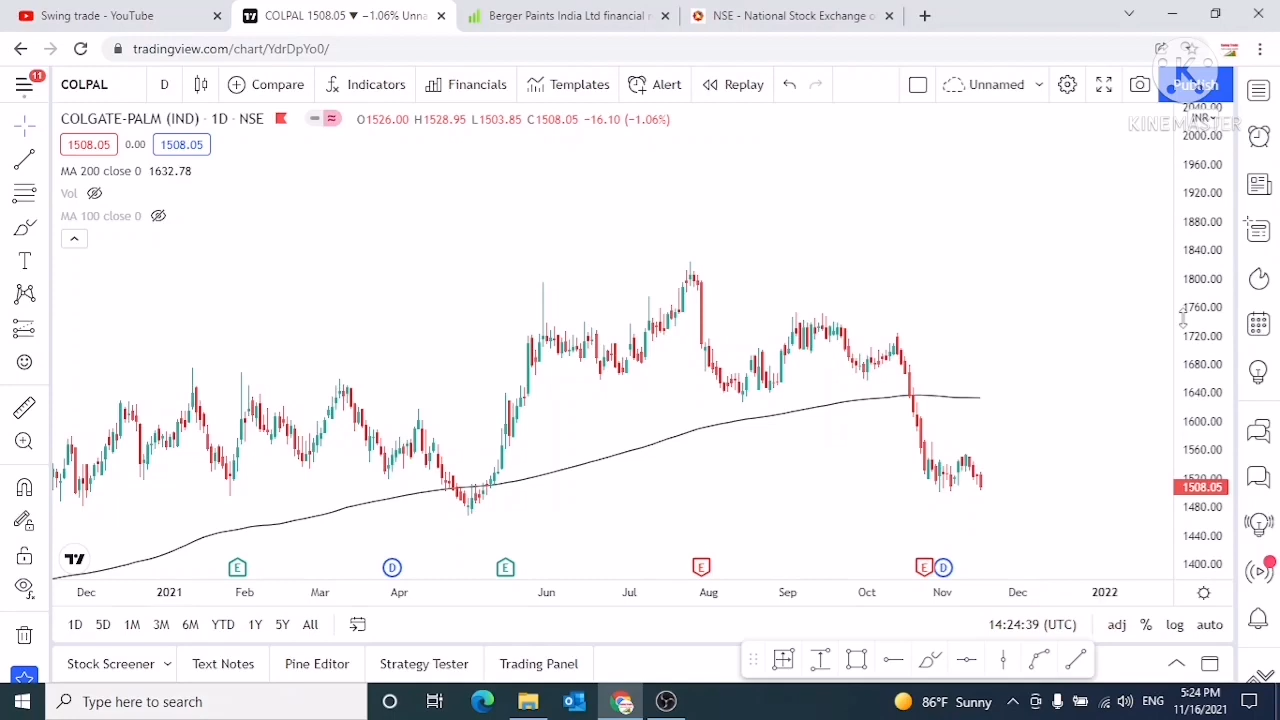 Swing trade - YouTube
COLPAL 1508.05 ▼ −1.06% Unna
Berger Paints India Ltd financial r
NSE - National Stock Exchange o
tradingview.com/chart/YdrDpYo0/
11
COLPAL D Compare Indicators Financials Templates Alert Replay Unnamed Publish
KINEMASTER
COLGATE-PALM (IND) · 1D · NSE O1526.00 H1528.95 L1503.85 C1508.05 −16.10 (−1.06%)
1508.05 0.00 1508.05
MA 200 close 0 1632.78
Vol
MA 100 close 0
2040.00
INR
2000.00
1960.00
1920.00
1880.00
1840.00
1800.00
1760.00
1720.00
1680.00
1640.00
1600.00
1560.00
1520.00
1508.05
1480.00
1440.00
1400.00
E D E E E D
Dec 2021 Feb Mar Apr Jun Jul Aug Sep Oct Nov Dec 2022
1D 5D 1M 3M 6M YTD 1Y 5Y All 14:24:39 (UTC) adj % log auto
Stock Screener Text Notes Pine Editor Strategy Tester Trading Panel
Type here to search
86°F Sunny
ENG
5:24 PM
11/16/2021